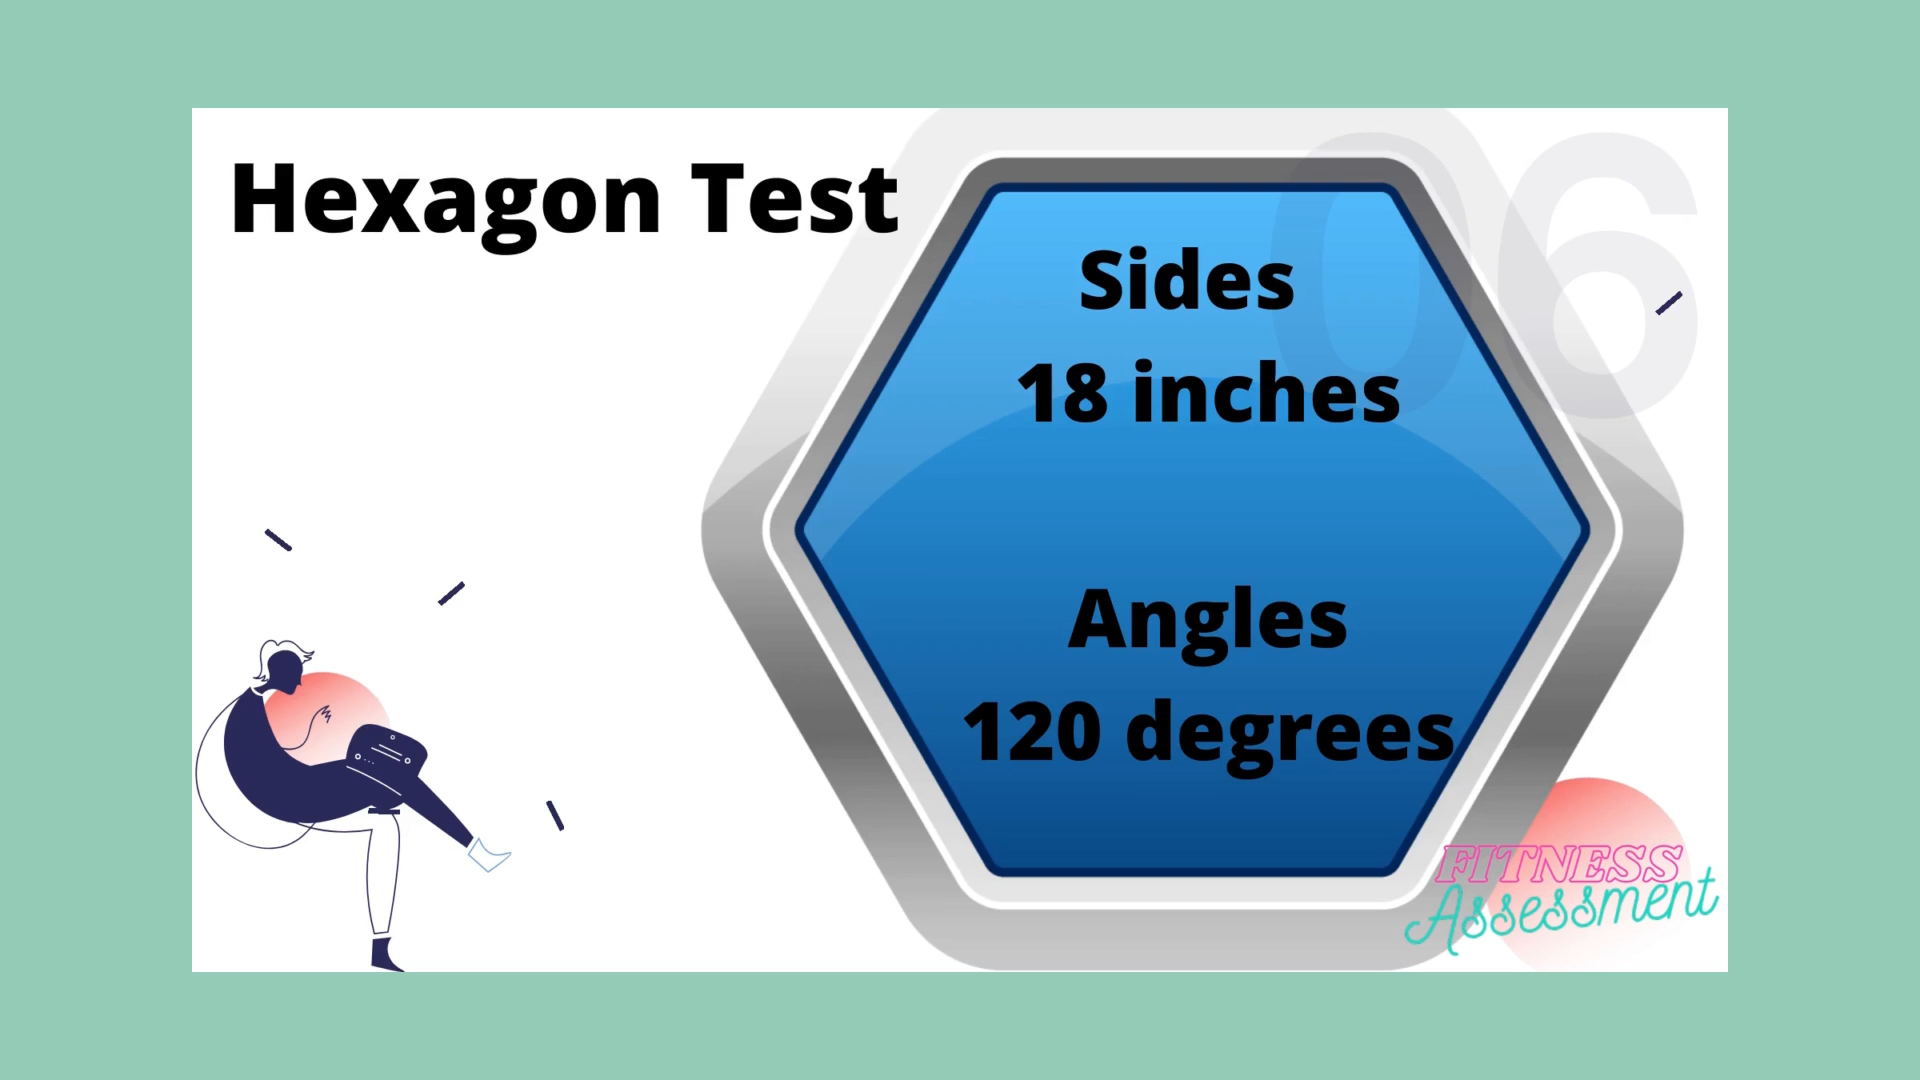 Hexagon Test
06
Sides
18 inches
Angles
120 degrees
FITNESS
Assessment